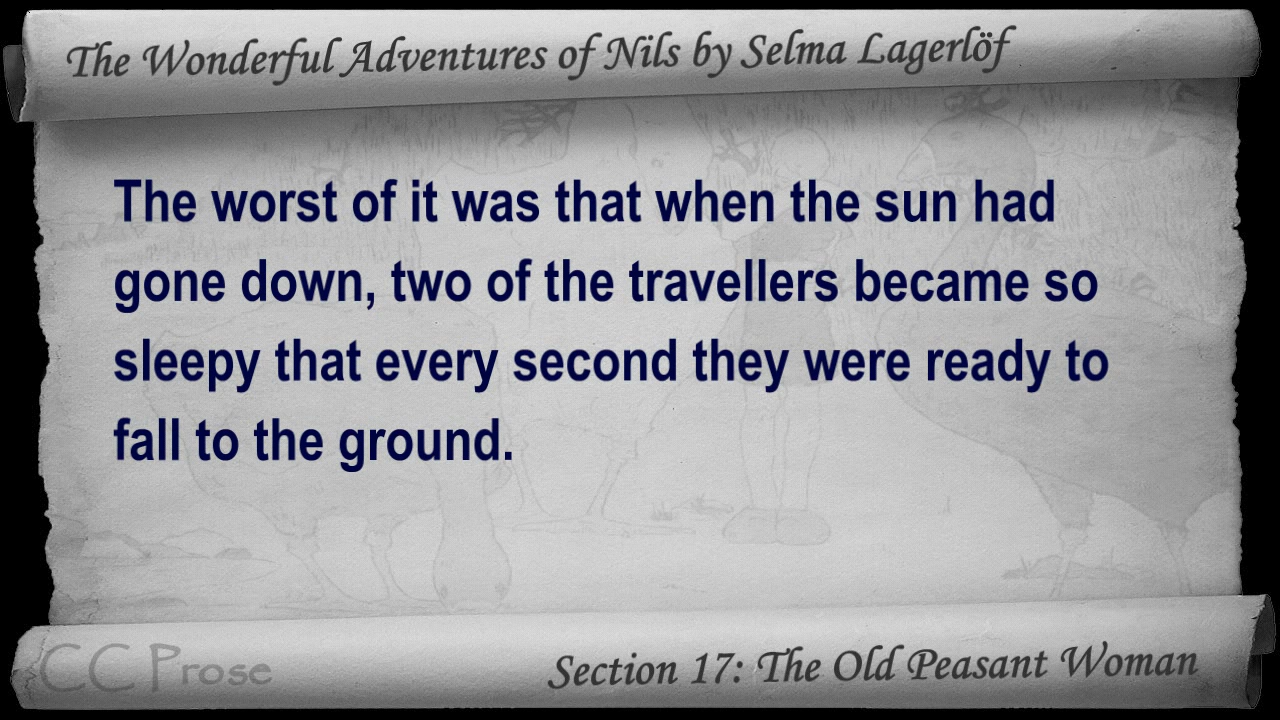 The Wonderful Adventures of Nils by Selma Lagerlöf
The worst of it was that when the sun had
gone down, two of the travellers became so
sleepy that every second they were ready to
fall to the ground.
CC Prose
Section 17: The Old Peasant Woman